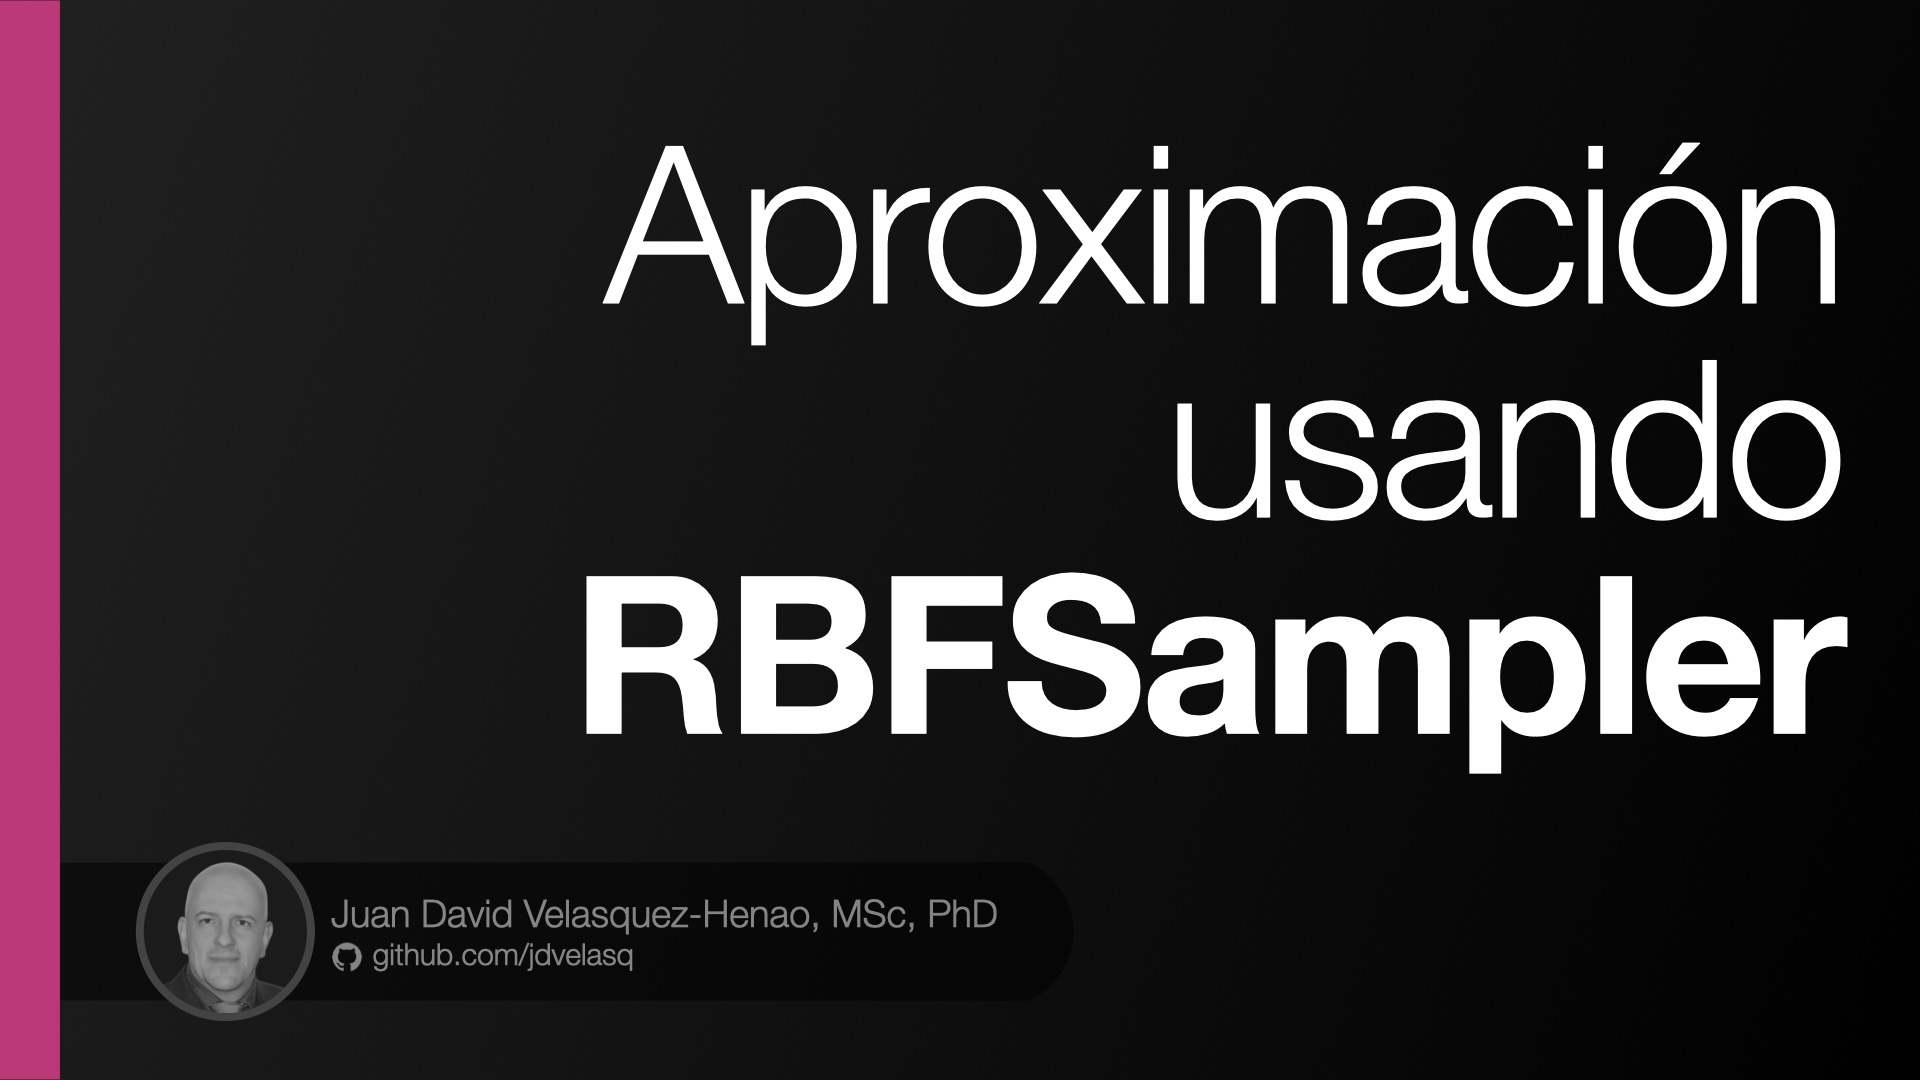 Aproximación
usando
RBFSampler
Juan David Velasquez-Henao, MSc, PhD
github.com/jdvelasq